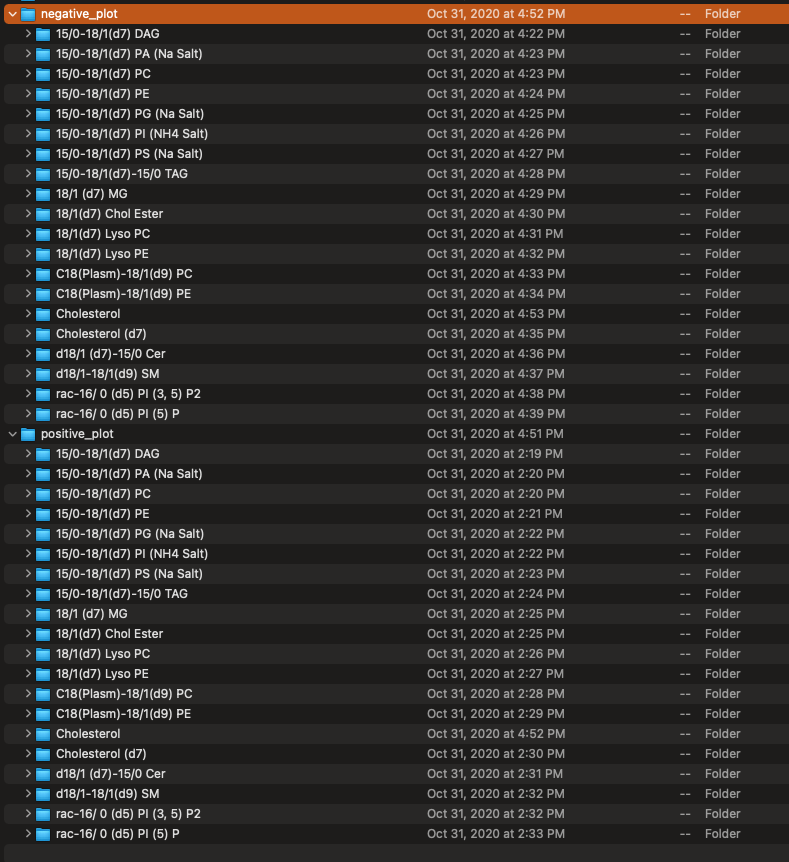 negative_plot Oct 31, 2020 at 4:52 PM -- Folder
15/0-18/1(d7) DAG Oct 31, 2020 at 4:22 PM -- Folder
15/0-18/1(d7) PA (Na Salt) Oct 31, 2020 at 4:23 PM -- Folder
15/0-18/1(d7) PC Oct 31, 2020 at 4:23 PM -- Folder
15/0-18/1(d7) PE Oct 31, 2020 at 4:24 PM -- Folder
15/0-18/1(d7) PG (Na Salt) Oct 31, 2020 at 4:25 PM -- Folder
15/0-18/1(d7) PI (NH4 Salt) Oct 31, 2020 at 4:26 PM -- Folder
15/0-18/1(d7) PS (Na Salt) Oct 31, 2020 at 4:27 PM -- Folder
15/0-18/1(d7)-15/0 TAG Oct 31, 2020 at 4:28 PM -- Folder
18/1 (d7) MG Oct 31, 2020 at 4:29 PM -- Folder
18/1(d7) Chol Ester Oct 31, 2020 at 4:30 PM -- Folder
18/1(d7) Lyso PC Oct 31, 2020 at 4:31 PM -- Folder
18/1(d7) Lyso PE Oct 31, 2020 at 4:32 PM -- Folder
C18(Plasm)-18/1(d9) PC Oct 31, 2020 at 4:33 PM -- Folder
C18(Plasm)-18/1(d9) PE Oct 31, 2020 at 4:34 PM -- Folder
Cholesterol Oct 31, 2020 at 4:53 PM -- Folder
Cholesterol (d7) Oct 31, 2020 at 4:35 PM -- Folder
d18/1 (d7)-15/0 Cer Oct 31, 2020 at 4:36 PM -- Folder
d18/1-18/1(d9) SM Oct 31, 2020 at 4:37 PM -- Folder
rac-16/ 0 (d5) PI (3, 5) P2 Oct 31, 2020 at 4:38 PM -- Folder
rac-16/ 0 (d5) PI (5) P Oct 31, 2020 at 4:39 PM -- Folder
positive_plot Oct 31, 2020 at 4:51 PM -- Folder
15/0-18/1(d7) DAG Oct 31, 2020 at 2:19 PM -- Folder
15/0-18/1(d7) PA (Na Salt) Oct 31, 2020 at 2:20 PM -- Folder
15/0-18/1(d7) PC Oct 31, 2020 at 2:20 PM -- Folder
15/0-18/1(d7) PE Oct 31, 2020 at 2:21 PM -- Folder
15/0-18/1(d7) PG (Na Salt) Oct 31, 2020 at 2:22 PM -- Folder
15/0-18/1(d7) PI (NH4 Salt) Oct 31, 2020 at 2:22 PM -- Folder
15/0-18/1(d7) PS (Na Salt) Oct 31, 2020 at 2:23 PM -- Folder
15/0-18/1(d7)-15/0 TAG Oct 31, 2020 at 2:24 PM -- Folder
18/1 (d7) MG Oct 31, 2020 at 2:25 PM -- Folder
18/1(d7) Chol Ester Oct 31, 2020 at 2:25 PM -- Folder
18/1(d7) Lyso PC Oct 31, 2020 at 2:26 PM -- Folder
18/1(d7) Lyso PE Oct 31, 2020 at 2:27 PM -- Folder
C18(Plasm)-18/1(d9) PC Oct 31, 2020 at 2:28 PM -- Folder
C18(Plasm)-18/1(d9) PE Oct 31, 2020 at 2:29 PM -- Folder
Cholesterol Oct 31, 2020 at 4:52 PM -- Folder
Cholesterol (d7) Oct 31, 2020 at 2:30 PM -- Folder
d18/1 (d7)-15/0 Cer Oct 31, 2020 at 2:31 PM -- Folder
d18/1-18/1(d9) SM Oct 31, 2020 at 2:32 PM -- Folder
rac-16/ 0 (d5) PI (3, 5) P2 Oct 31, 2020 at 2:32 PM -- Folder
rac-16/ 0 (d5) PI (5) P Oct 31, 2020 at 2:33 PM -- Folder